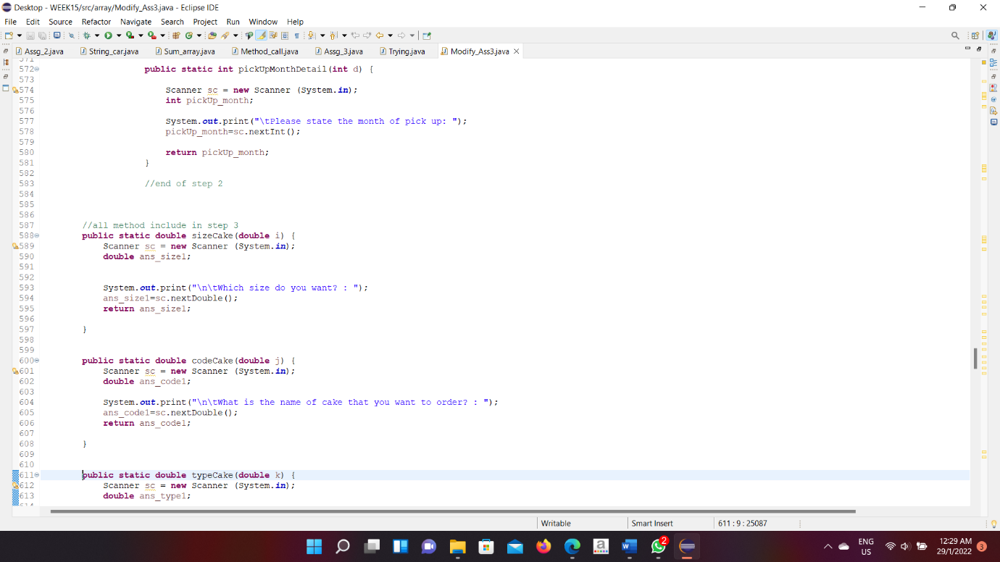 Desktop - WEEK15/src/array/Modify_Ass3.java - Eclipse IDE
File Edit Source Refactor Navigate Search Project Run Window Help
Assg_2.java String_car.java Sum_array.java Method_call.java Assg_3.java Trying.java Modify_Ass3.java
572 public static int pickUpMonthDetail(int d) {
573
574 Scanner sc = new Scanner (System.in);
575 int pickUp_month;
576
577 System.out.print("\tPlease state the month of pick up: ");
578 pickUp_month=sc.nextInt();
579
580 return pickUp_month;
581 }
582
583 //end of step 2
584
585
586
587 //all method include in step 3
588 public static double sizeCake(double i) {
589 Scanner sc = new Scanner (System.in);
590 double ans_size1;
591
592
593 System.out.print("\n\tWhich size do you want? : ");
594 ans_size1=sc.nextDouble();
595 return ans_size1;
596
597 }
598
599
600 public static double codeCake(double j) {
601 Scanner sc = new Scanner (System.in);
602 double ans_code1;
603
604 System.out.print("\n\tWhat is the name of cake that you want to order? : ");
605 ans_code1=sc.nextDouble();
606 return ans_code1;
607
608 }
609
610
611 public static double typeCake(double k) {
612 Scanner sc = new Scanner (System.in);
613 double ans_type1;
Writable Smart Insert 611 : 9 : 25087
2
ENG
US
12:29 AM
29/1/2022
3